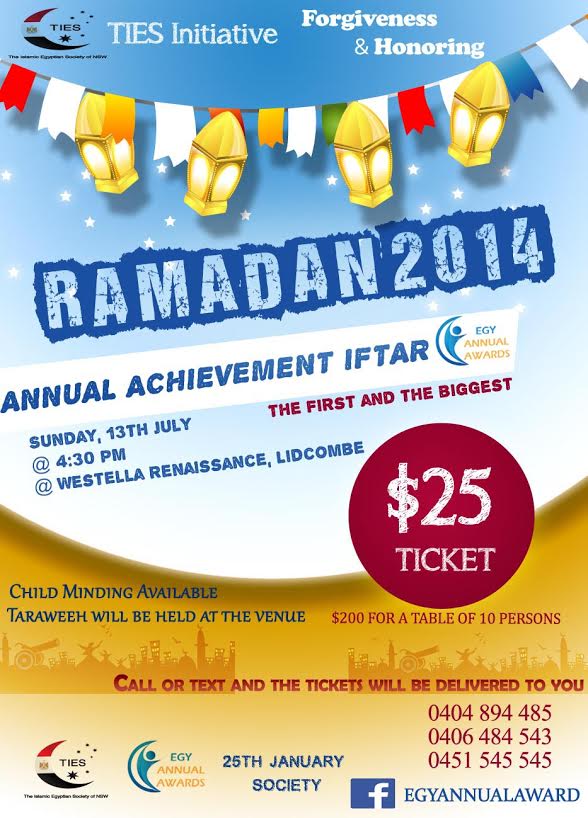 TIES
The Islamic Egyptian Society of NSW
TIES Initiative
Forgiveness
& Honoring
RAMADAN 2014
ANNUAL ACHIEVEMENT IFTAR
EGY
ANNUAL
AWARDS
THE FIRST AND THE BIGGEST
SUNDAY, 13TH JULY
@ 4:30 PM
@ WESTELLA RENAISSANCE, LIDCOMBE
$25
TICKET
CHILD MINDING AVAILABLE
TARAWEEH WILL BE HELD AT THE VENUE
$200 FOR A TABLE OF 10 PERSONS
CALL OR TEXT AND THE TICKETS WILL BE DELIVERED TO YOU
0404 894 485
0406 484 543
0451 545 545
TIES
The Islamic Egyptian Society of NSW
EGY
ANNUAL
AWARDS
25TH JANUARY
SOCIETY
f EGYANNUALAWARD